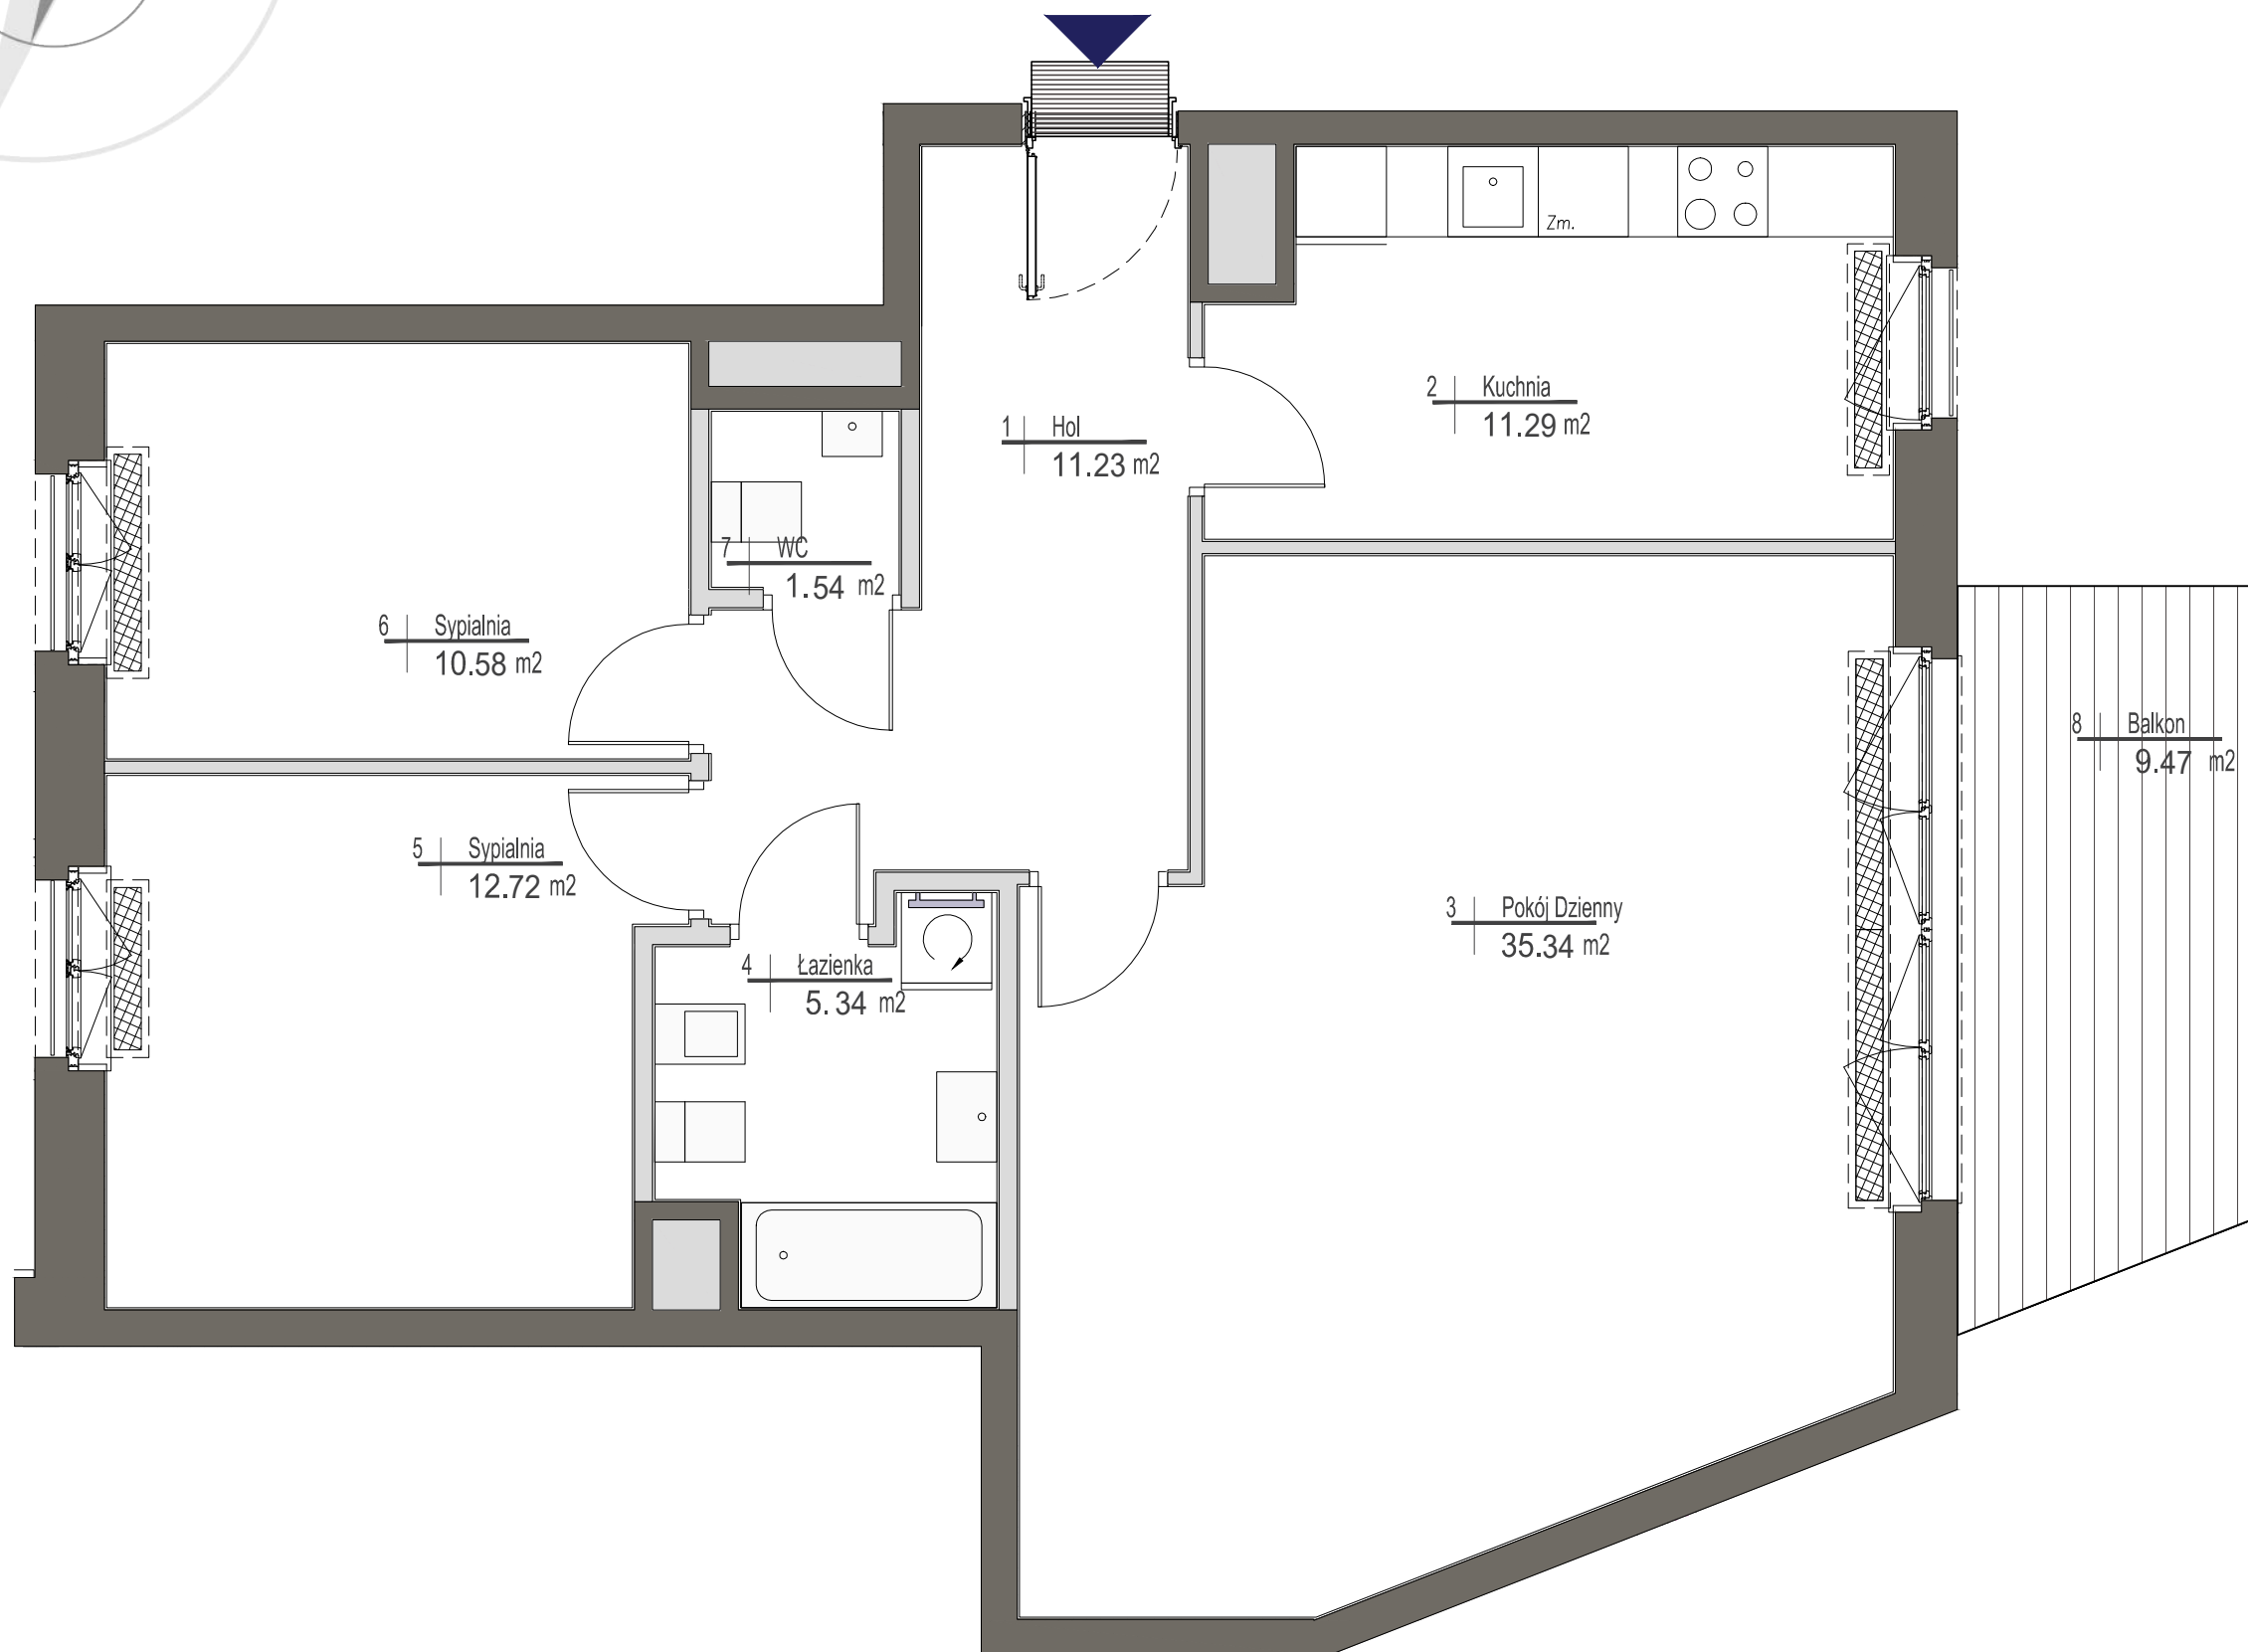 Zm.
2 Kuchnia
11.29 m2
1 Hol
11.23 m2
7 WC
1.54 m2
6 Sypialnia
10.58 m2
8 Balkon
9.47 m2
5 Sypialnia
12.72 m2
3 Pokój Dzienny
35.34 m2
4 Łazienka
5.34 m2